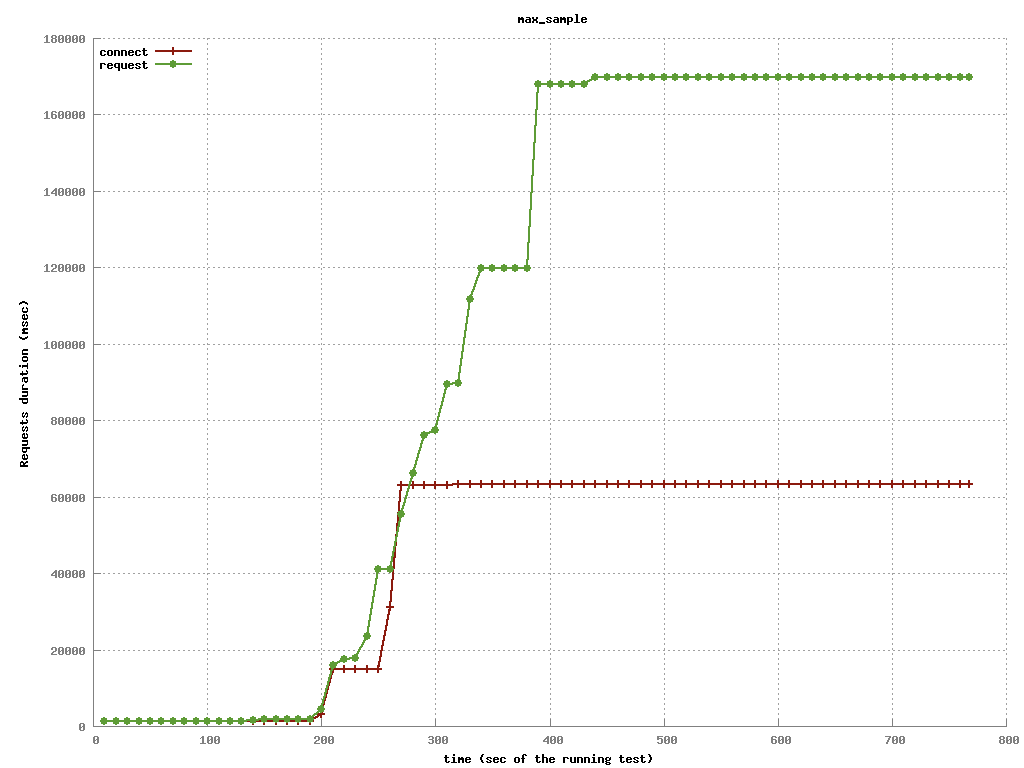 max_sample
connect
request
180000
160000
140000
120000
100000
80000
60000
40000
20000
0
0 100 200 300 400 500 600 700 800
Requests duration (msec)
time (sec of the running test)